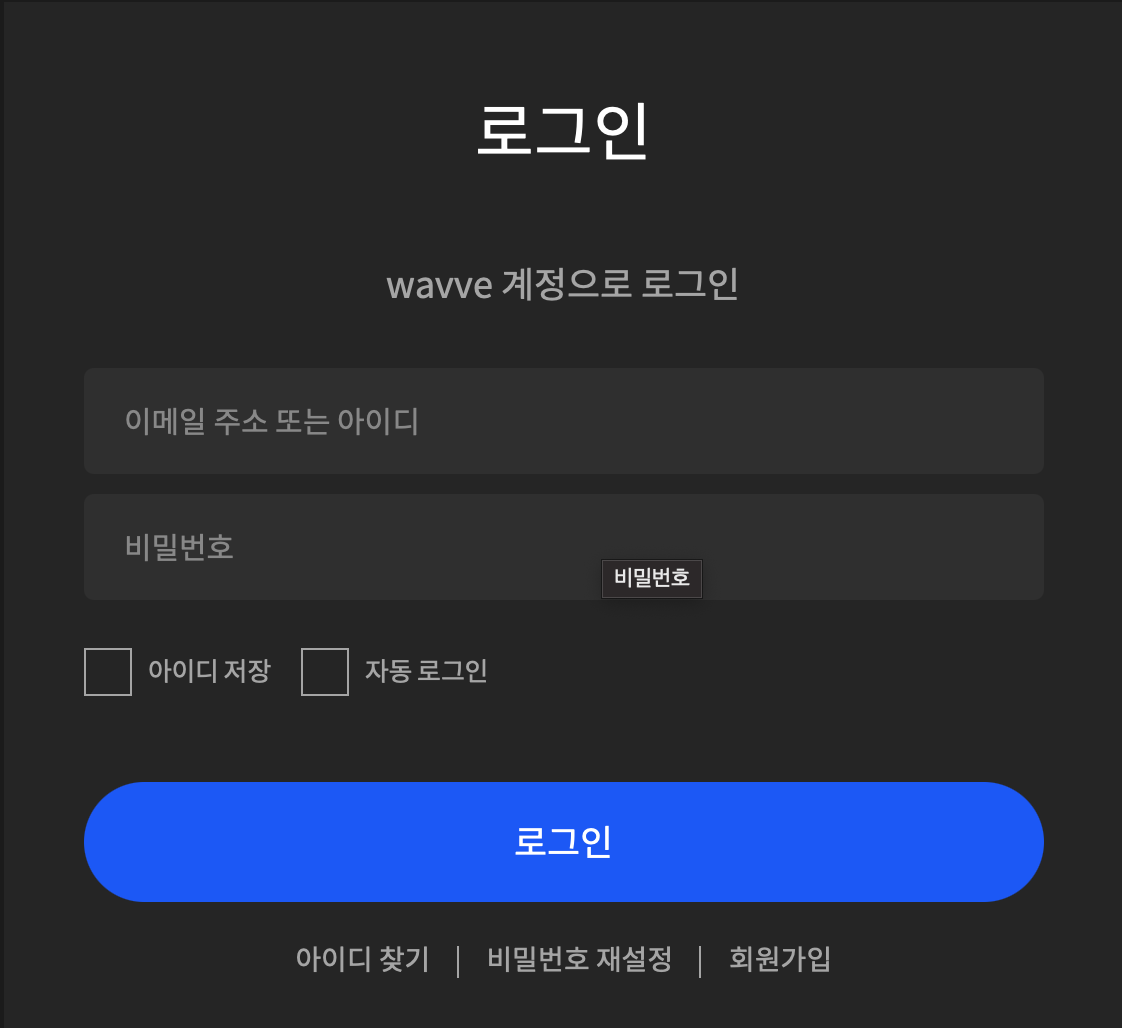 로그인
wavve 계정으로 로그인
이메일 주소 또는 아이디
비밀번호
비밀번호
아이디 저장 자동 로그인
로그인
아이디 찾기 | 비밀번호 재설정 | 회원가입